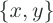 {x, y}